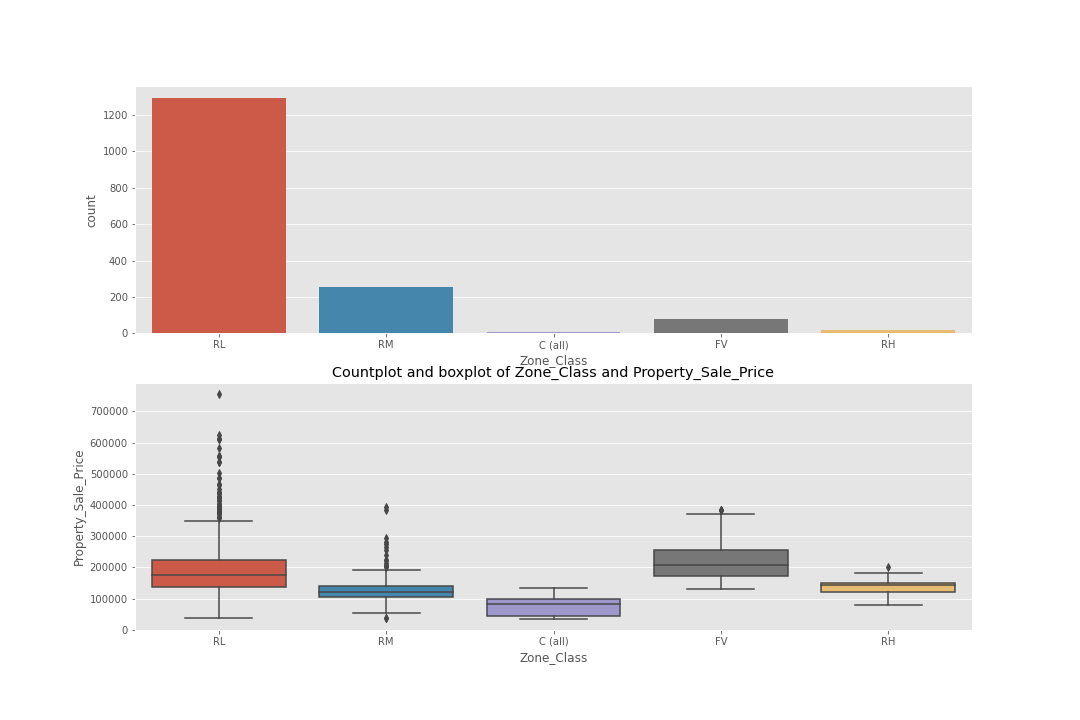 1200
1000
800
600
400
200
0
count
RL RM C (all) FV RH
Zone_Class
Countplot and boxplot of Zone_Class and Property_Sale_Price
700000
600000
500000
400000
300000
200000
100000
0
Property_Sale_Price
RL RM C (all) FV RH
Zone_Class